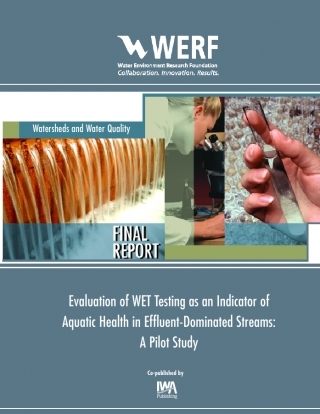 WERF
Water Environment Research Foundation
Collaboration. Innovation. Results.
Watersheds and Water Quality
FINAL
REPORT
Evaluation of WET Testing as an Indicator of
Aquatic Health in Effluent-Dominated Streams:
A Pilot Study
Co-published by
IWA
Publishing